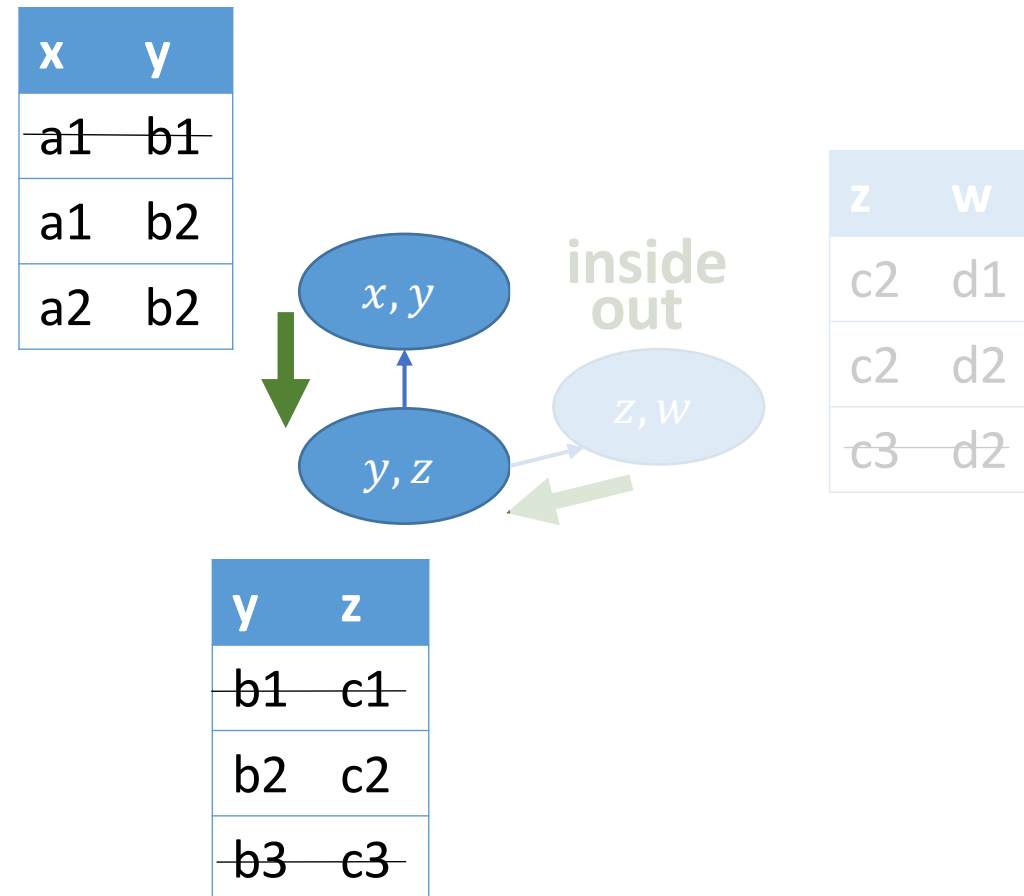 x y
a1 b1
a1 b2
a2 b2
x, y
inside
out
z w
c2 d1
c2 d2
c3 d2
z, w
y, z
y z
b1 c1
b2 c2
b3 c3